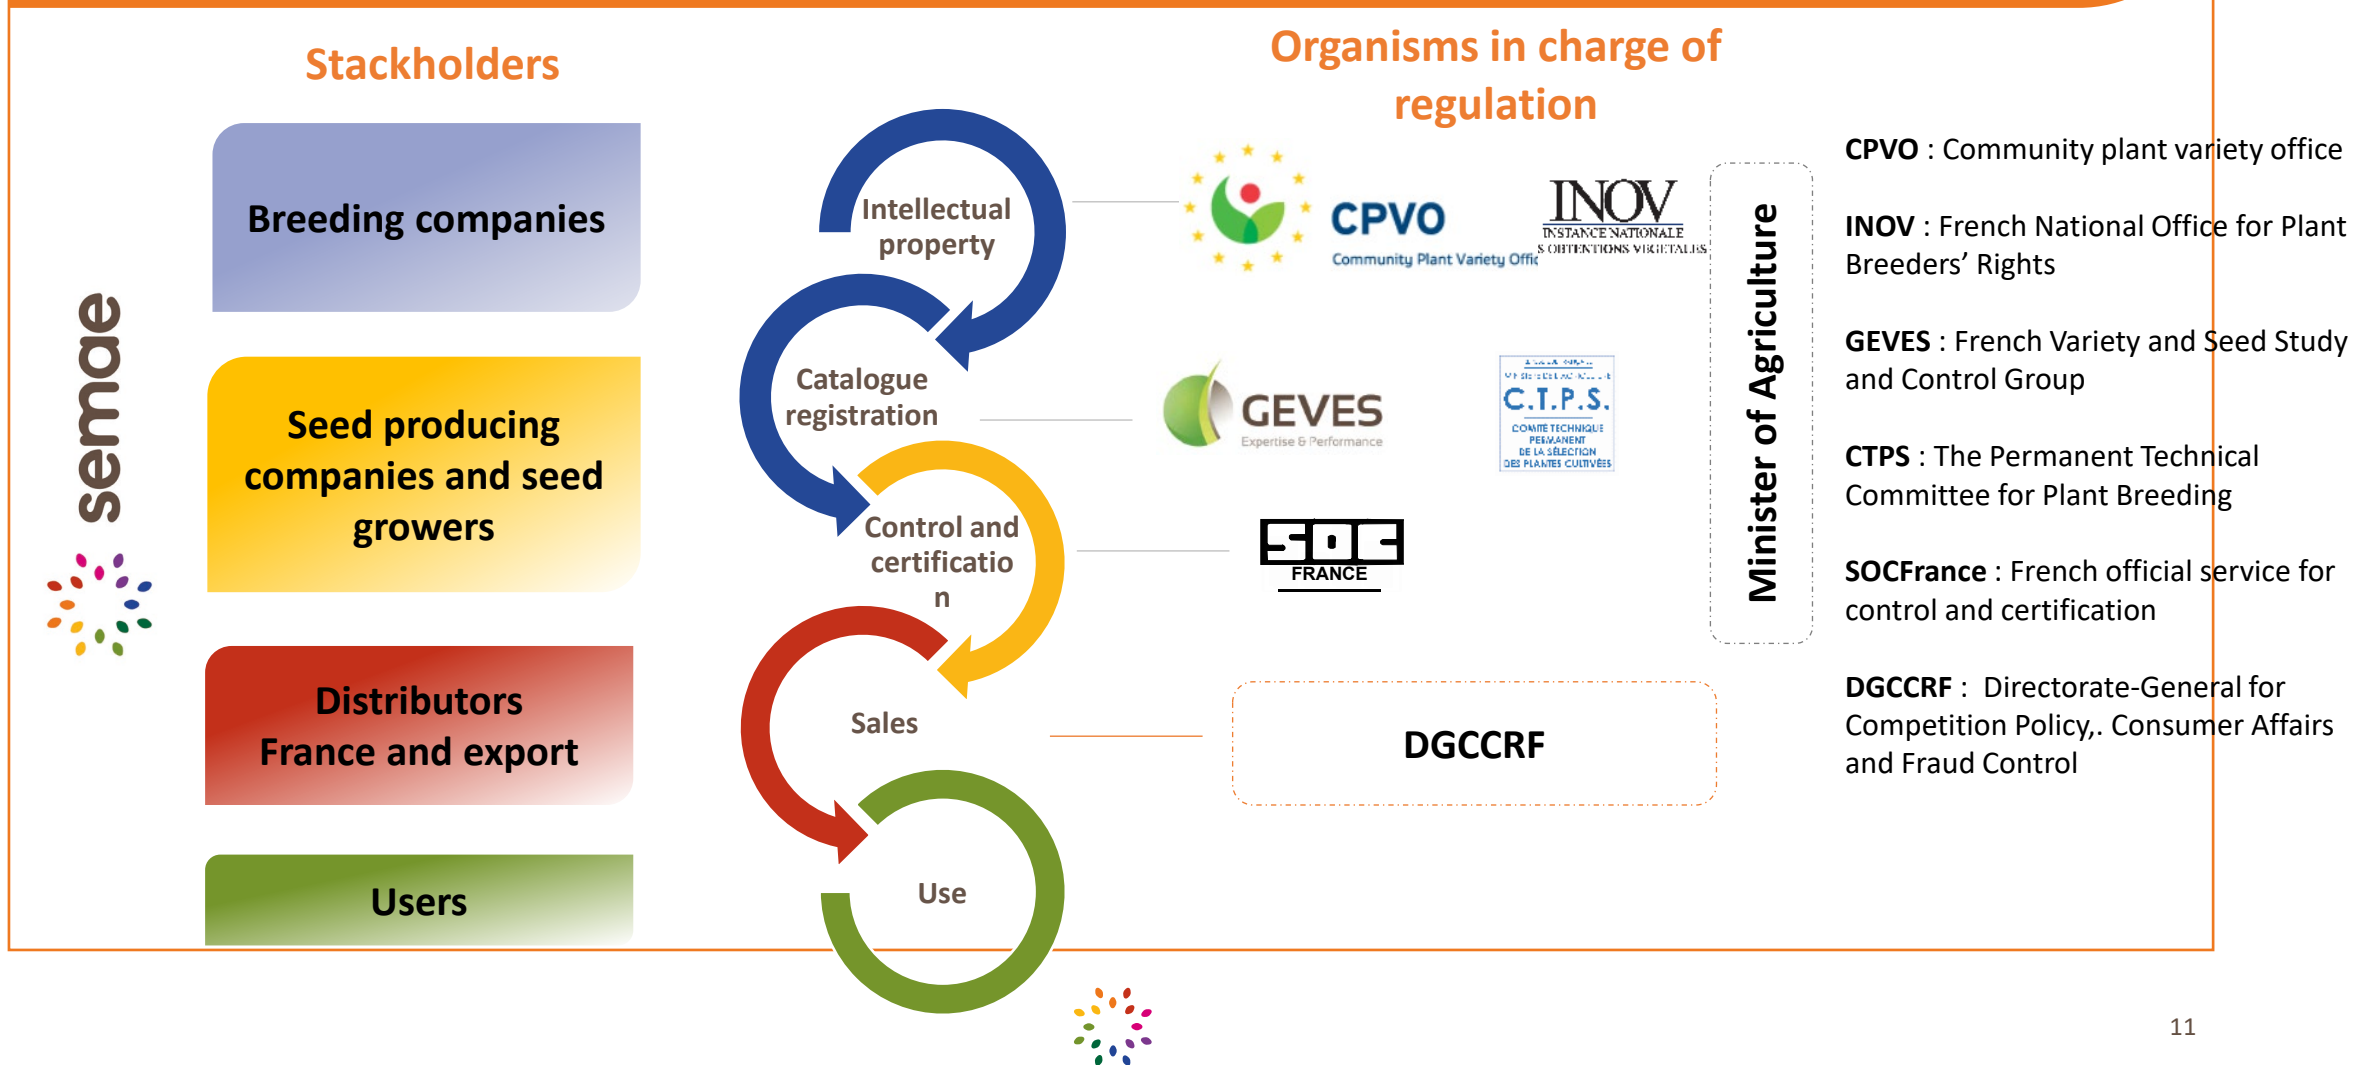 Stackholders
Organisms in charge of
regulation
semae
Breeding companies
Seed producing
companies and seed
growers
Distributors
France and export
Users
Intellectual
property
Catalogue
registration
Control and
certificatio
n
Sales
Use
CPVO
Community Plant Variety Offic
INOV
INSTANCE NATIONALE
S OBTENTIONS VEGETALES
GEVES
Expertise & Performance
C.T.P.S.
COMITE TECHNIQUE
PERMANENT
DE LA SÉLECTION
DES PLANTES CULTIVÉES
SOC
FRANCE
DGCCRF
Minister of Agriculture
CPVO : Community plant variety office
INOV : French National Office for Plant
Breeders’ Rights
GEVES : French Variety and Seed Study
and Control Group
CTPS : The Permanent Technical
Committee for Plant Breeding
SOCFrance : French official service for
control and certification
DGCCRF :  Directorate-General for
Competition Policy,. Consumer Affairs
and Fraud Control
11